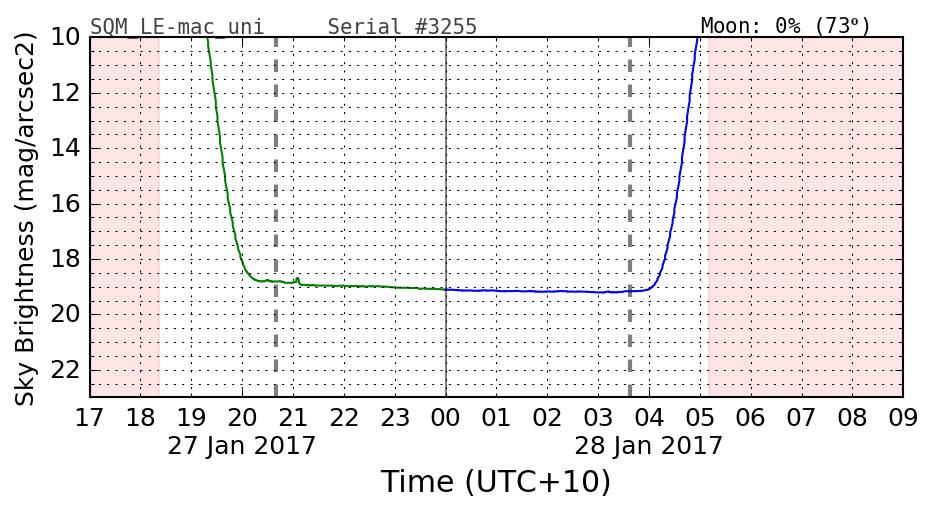 SQM_LE-mac_uni Serial #3255 Moon: 0% (73°)
Sky Brightness (mag/arcsec2)
10
12
14
16
18
20
22
17 18 19 20 21 22 23 00 01 02 03 04 05 06 07 08 09
27 Jan 2017 28 Jan 2017
Time (UTC+10)